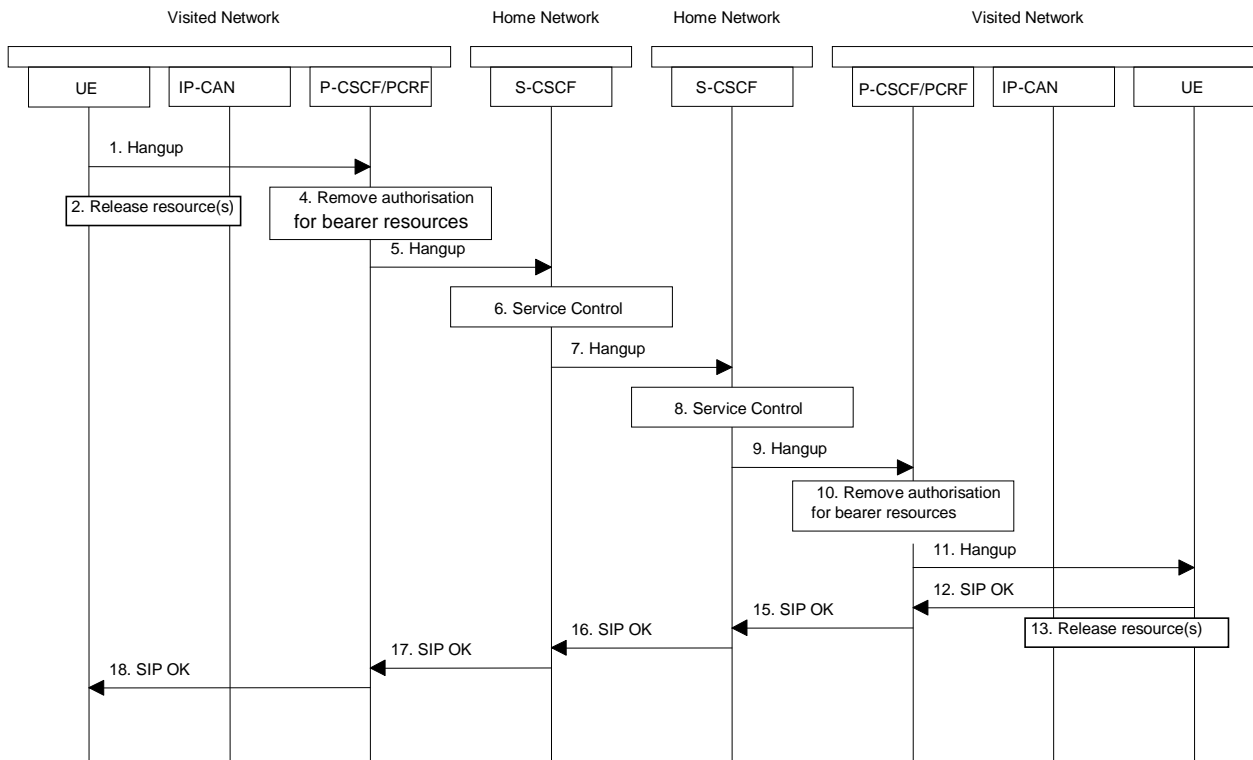 Visited Network
Home Network
Home Network
Visited Network
UE
IP-CAN
P-CSCF/PCRF
S-CSCF
S-CSCF
P-CSCF/PCRF
IP-CAN
UE
1. Hangup
2. Release resource(s)
4. Remove authorisation
for bearer resources
5. Hangup
6. Service Control
7. Hangup
8. Service Control
9. Hangup
10. Remove authorisation
for bearer resources
11. Hangup
12. SIP OK
13. Release resource(s)
15. SIP OK
16. SIP OK
17. SIP OK
18. SIP OK